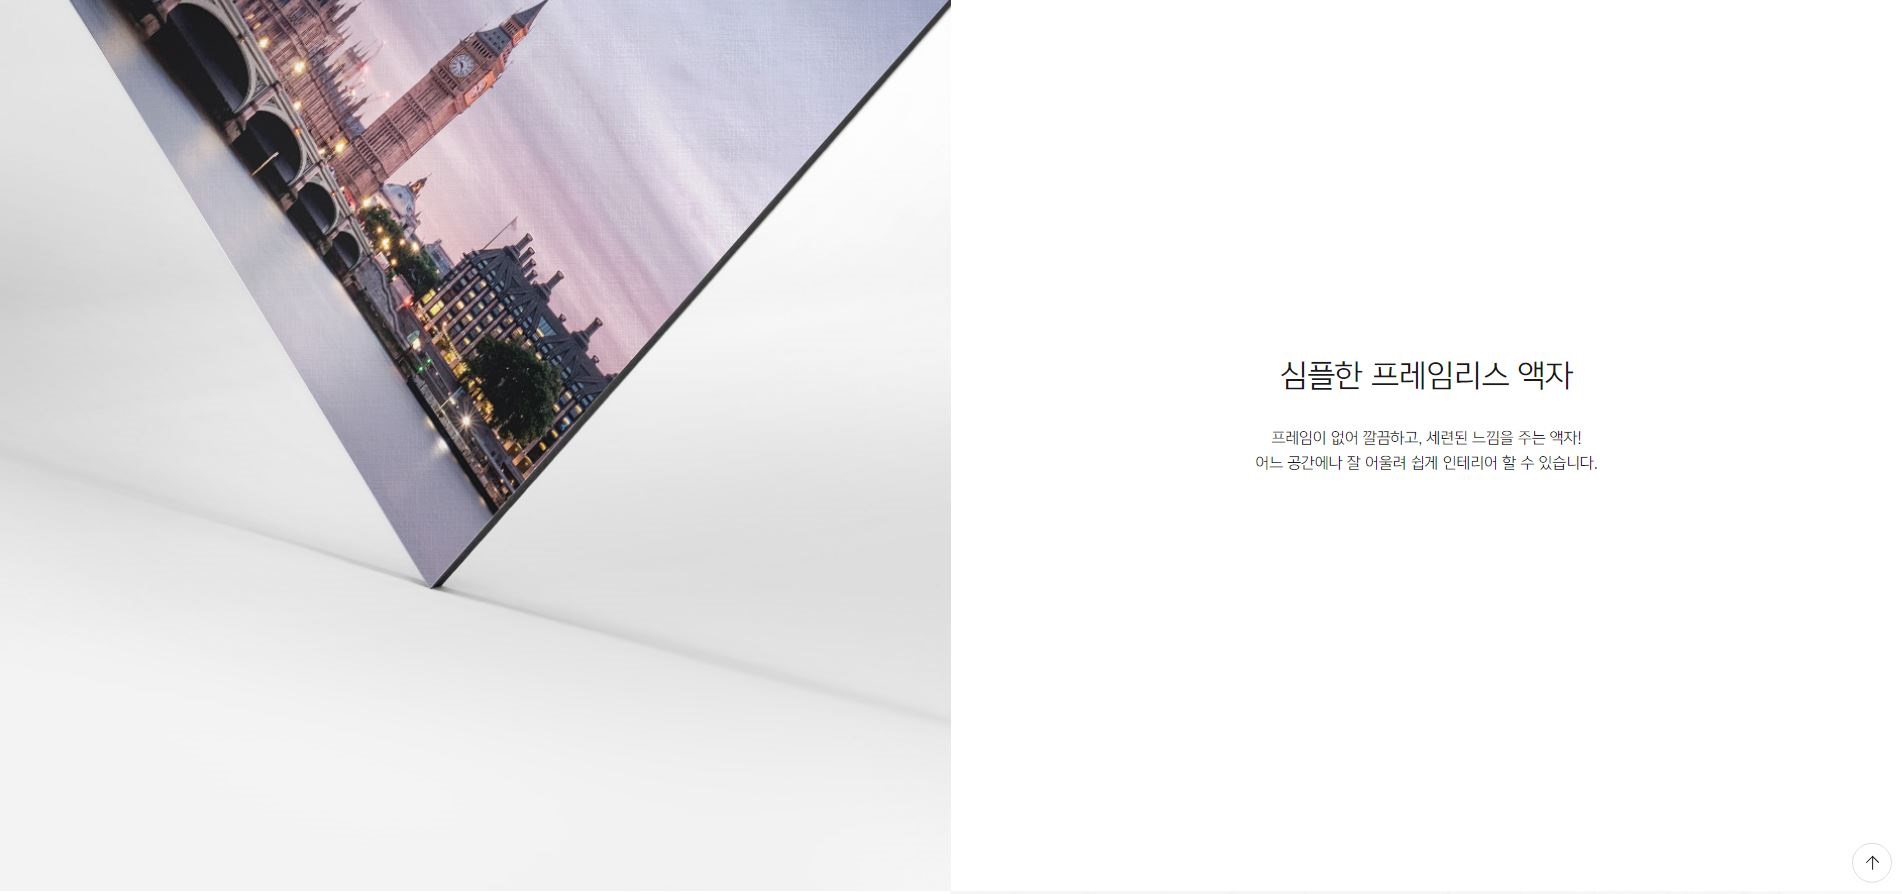 심플한 프레임리스 액자
프레임이 없어 깔끔하고, 세련된 느낌을 주는 액자!
어느 공간에나 잘 어울려 쉽게 인테리어 할 수 있습니다.